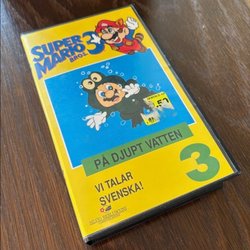 SUPER
MARIO 3
BROS.
PÅ DJUPT VATTEN
VI TALAR
SVENSKA!
3